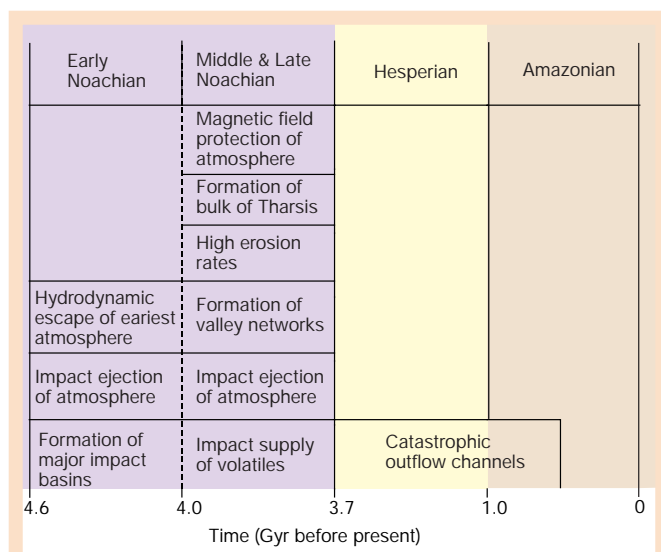 Early
Noachian
Middle & Late
Noachian
Hesperian
Amazonian
Magnetic field
protection of
atmosphere
Formation of
bulk of Tharsis
High erosion
rates
Hydrodynamic
escape of eariest
atmosphere
Formation of
valley networks
Impact ejection
of atmosphere
Impact ejection
of atmosphere
Formation of
major impact
basins
Impact supply
of volatiles
Catastrophic
outflow channels
4.6
4.0
3.7
1.0
0
Time (Gyr before present)